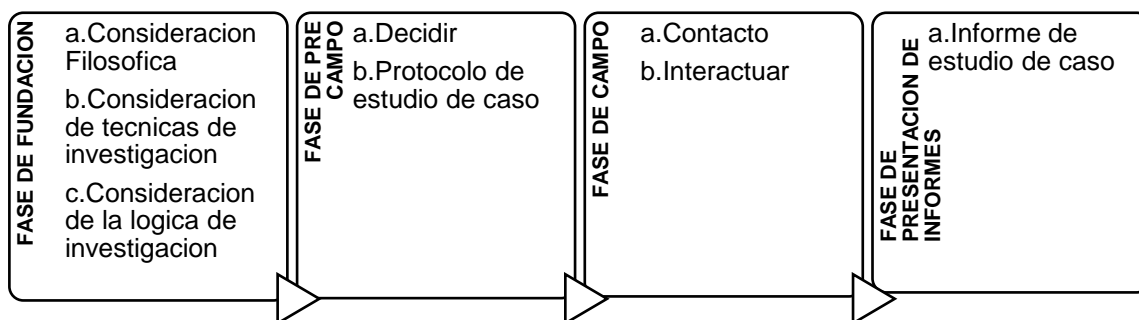 FASE DE FUNDACION
a.Consideracion
Filosofica
b.Consideracion
de tecnicas de
investigacion
c.Consideracion
de la logica de
investigacion
FASE DE PRE
CAMPO
a.Decidir
b.Protocolo de
estudio de caso
FASE DE CAMPO
a.Contacto
b.Interactuar
FASE DE
PRESENTACION DE
INFORMES
a.Informe de
estudio de caso